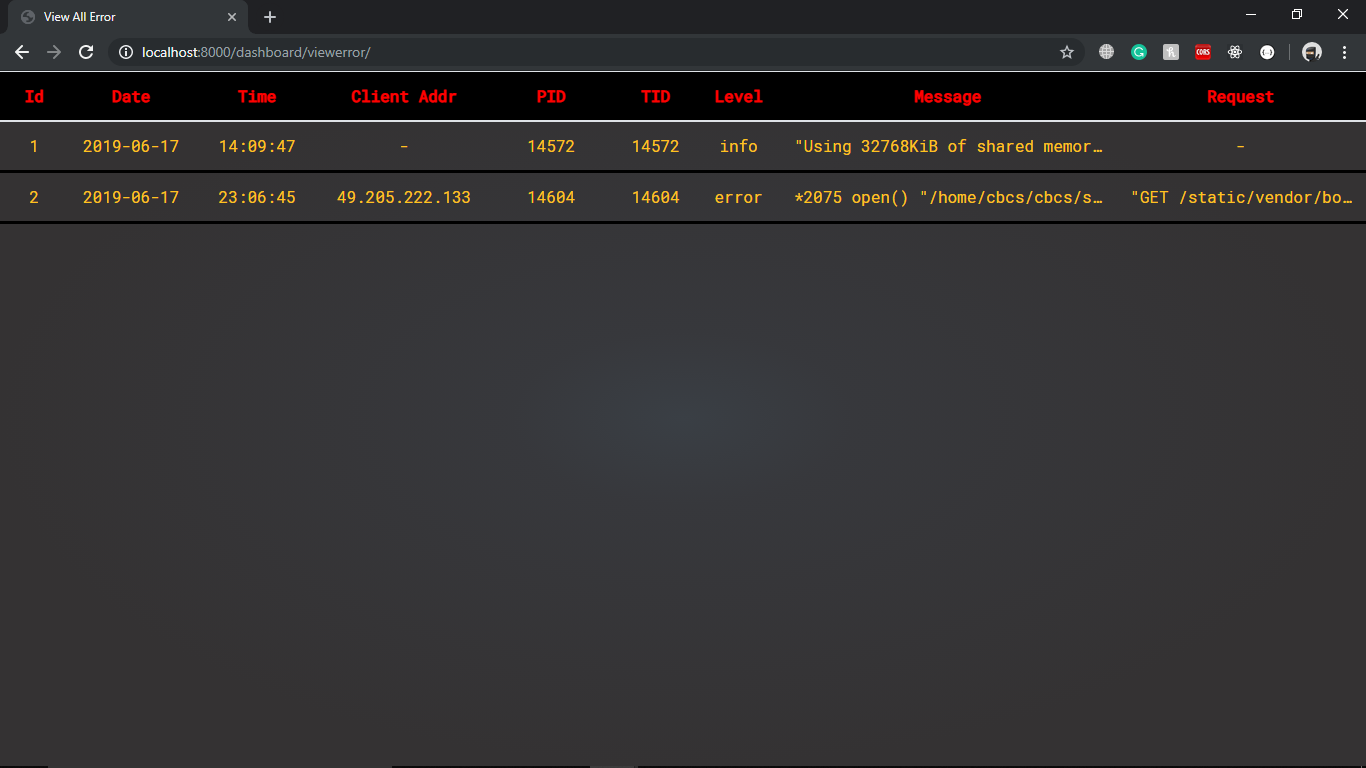 View All Error
localhost:8000/dashboard/viewerror/
CORS
Id Date Time Client Addr PID TID Level Message Request
1 2019-06-17 14:09:47 - 14572 14572 info "Using 32768KiB of shared memor… -
2 2019-06-17 23:06:45 49.205.222.133 14604 14604 error *2075 open() "/home/cbcs/cbcs/s… "GET /static/vendor/bo…